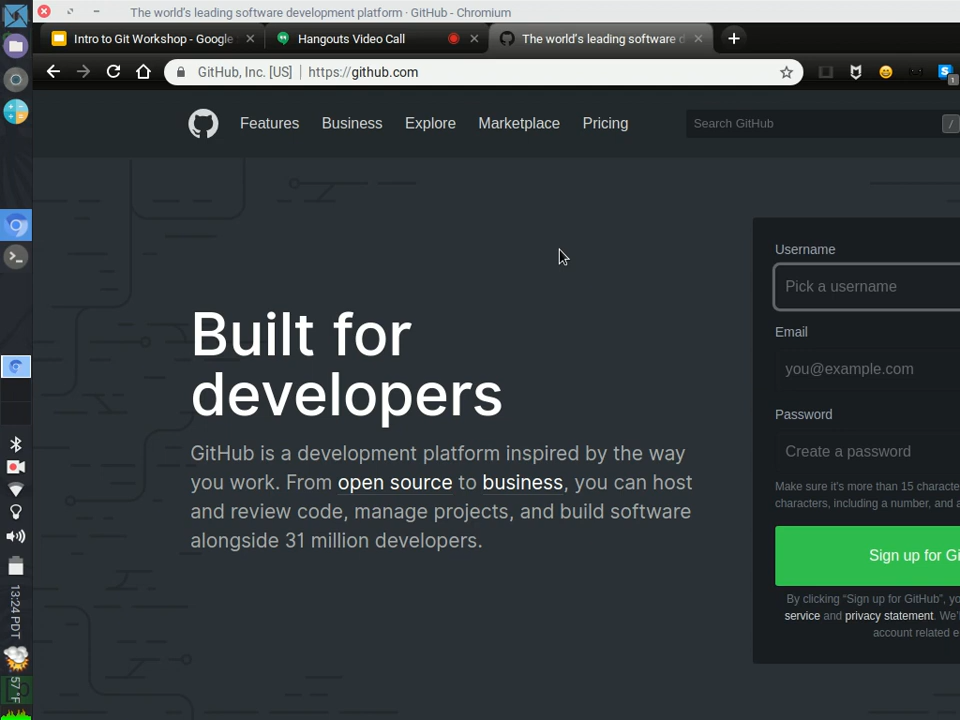 The world's leading software development platform · GitHub - Chromium
Intro to Git Workshop - Google
Hangouts Video Call
The world's leading software d
GitHub, Inc. [US]
https://github.com
Features
Business
Explore
Marketplace
Pricing
Search GitHub
/
Username
Pick a username
Email
you@example.com
Password
Create a password
Make sure it's more than 15 characte
characters, including a number, and a
Sign up for Gi
By clicking “Sign up for GitHub”, yo
service and privacy statement. We'
account related e
Built for
developers
GitHub is a development platform inspired by the way
you work. From open source to business, you can host
and review code, manage projects, and build software
alongside 31 million developers.
13:24 PDT
57 °F
S
1